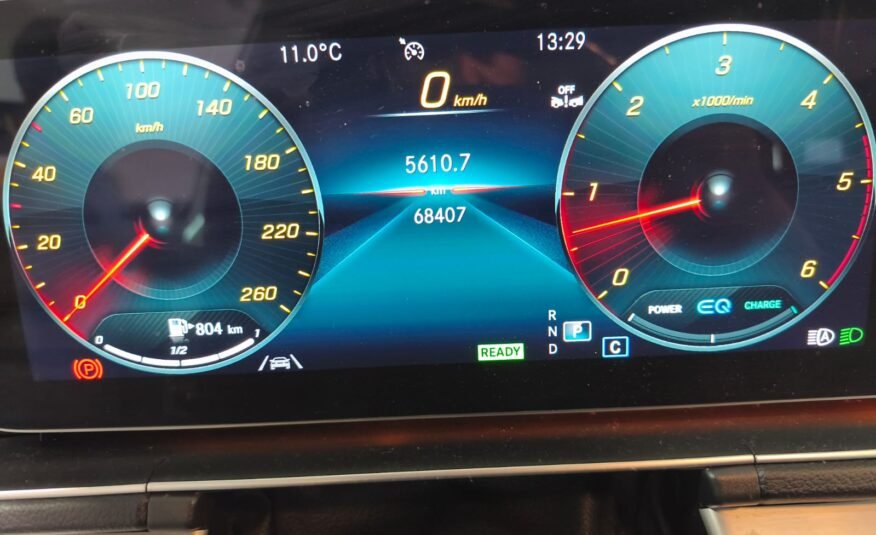 11.0°C
13:29
0 km/h
OFF
5610.7
km
68407
0
20
40
60
100
140
180
220
260
km/h
804 km
0
1/2
1
P
READY
R
N
D
P
C
0
1
2
3
4
5
6
x1000/min
POWER EQ CHARGE
A